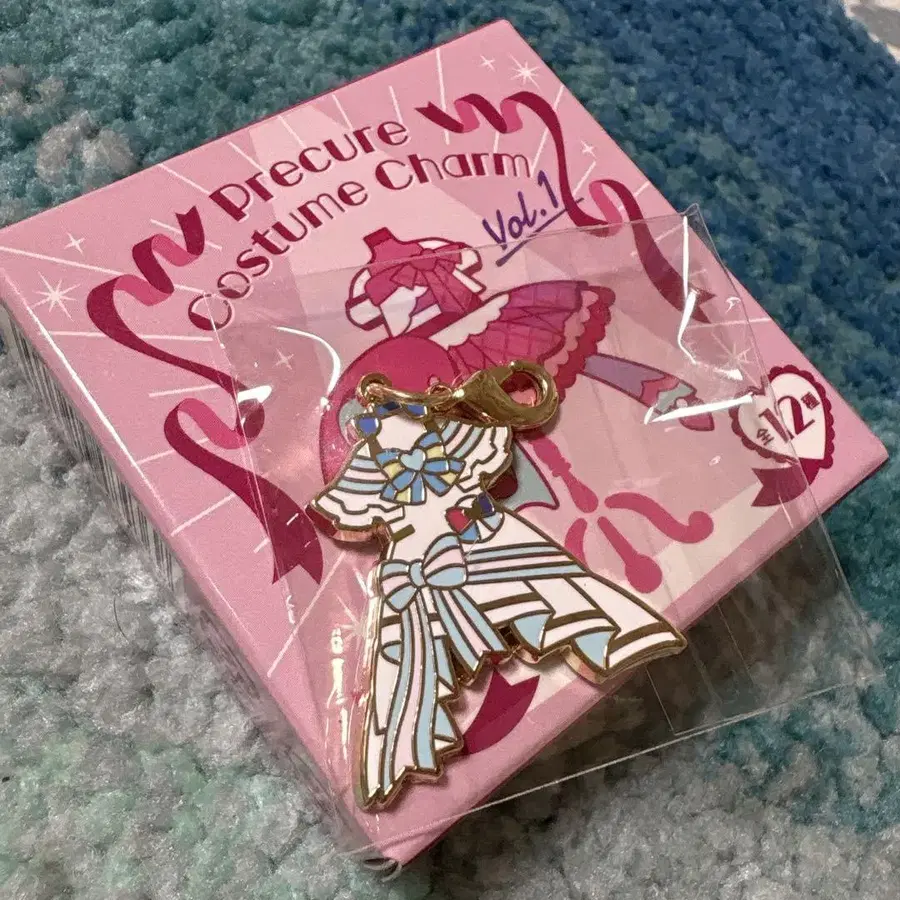 Precure
Costume Charm
Vol.1
全12種